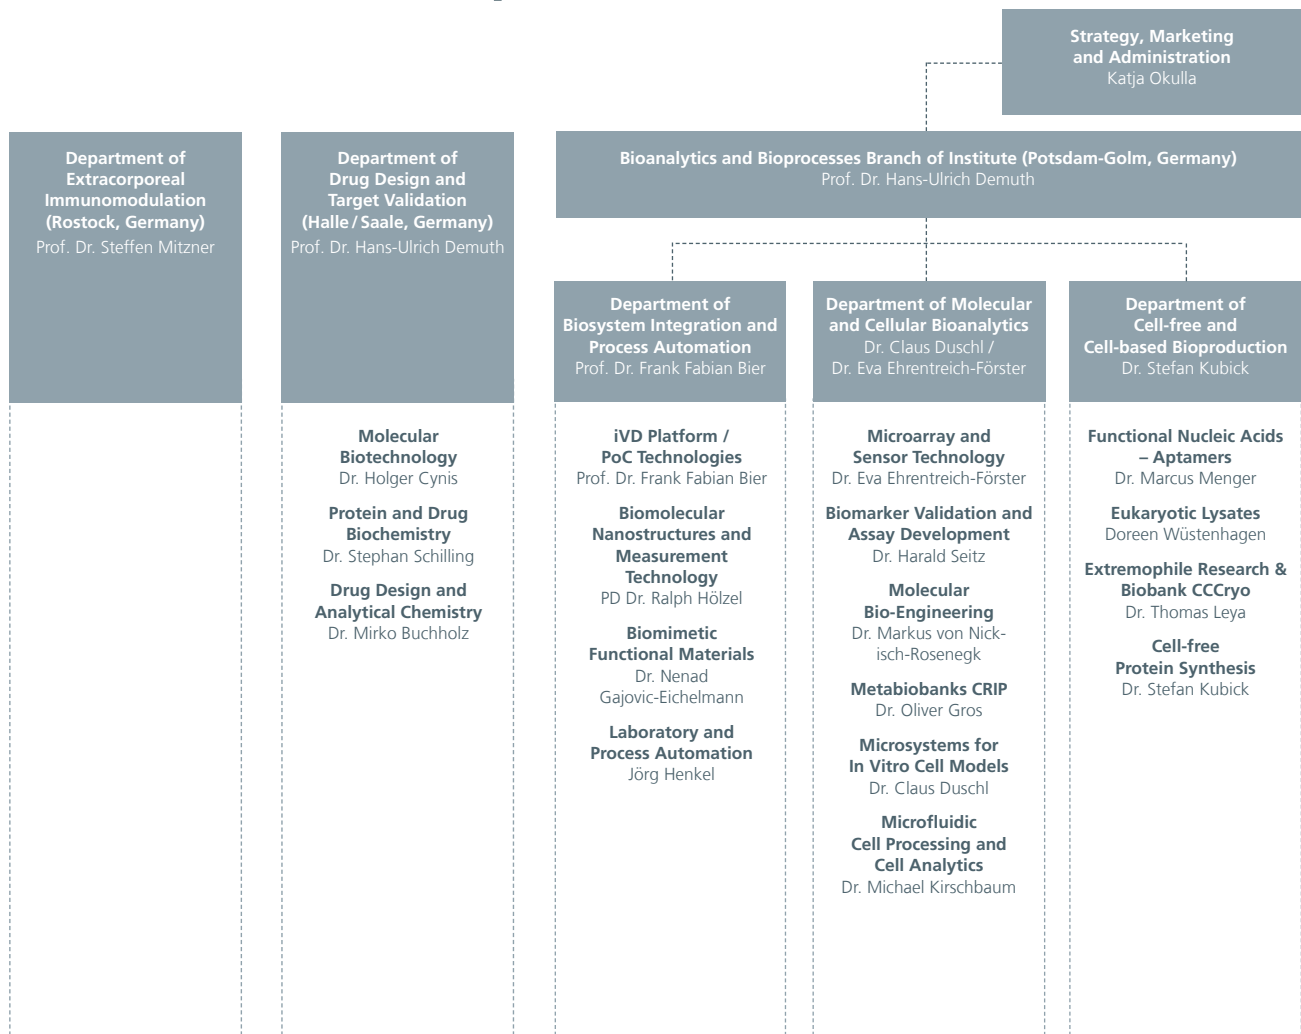 Strategy, Marketing
and Administration
Katja Okulla
Department of
Extracorporeal
Immunomodulation
(Rostock, Germany)
Prof. Dr. Steffen Mitzner
Department of
Drug Design and
Target Validation
(Halle / Saale, Germany)
Prof. Dr. Hans-Ulrich Demuth
Bioanalytics and Bioprocesses Branch of Institute (Potsdam-Golm, Germany)
Prof. Dr. Hans-Ulrich Demuth
Department of
Biosystem Integration and
Process Automation
Prof. Dr. Frank Fabian Bier
Department of Molecular
and Cellular Bioanalytics
Dr. Claus Duschl /
Dr. Eva Ehrentreich-Förster
Department of
Cell-free and
Cell-based Bioproduction
Dr. Stefan Kubick
Molecular
Biotechnology
Dr. Holger Cynis
Protein and Drug
Biochemistry
Dr. Stephan Schilling
Drug Design and
Analytical Chemistry
Dr. Mirko Buchholz
iVD Platform /
PoC Technologies
Prof. Dr. Frank Fabian Bier
Biomolecular
Nanostructures and
Measurement
Technology
PD Dr. Ralph Hölzel
Biomimetic
Functional Materials
Dr. Nenad
Gajovic-Eichelmann
Laboratory and
Process Automation
Jörg Henkel
Microarray and
Sensor Technology
Dr. Eva Ehrentreich-Förster
Biomarker Validation and
Assay Development
Dr. Harald Seitz
Molecular
Bio-Engineering
Dr. Markus von Nick-
isch-Rosenegk
Metabiobanks CRIP
Dr. Oliver Gros
Microsystems for
In Vitro Cell Models
Dr. Claus Duschl
Microfluidic
Cell Processing and
Cell Analytics
Dr. Michael Kirschbaum
Functional Nucleic Acids
– Aptamers
Dr. Marcus Menger
Eukaryotic Lysates
Doreen Wüstenhagen
Extremophile Research &
Biobank CCCryo
Dr. Thomas Leya
Cell-free
Protein Synthesis
Dr. Stefan Kubick